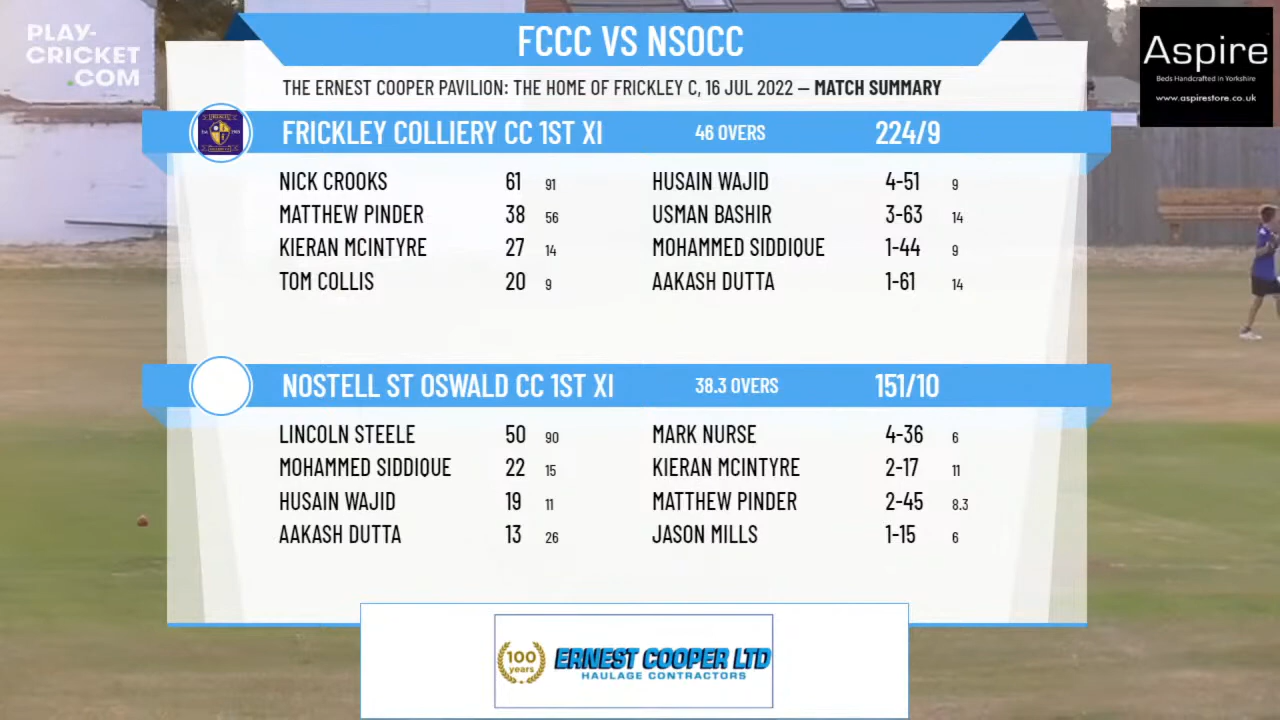 PLAY-
CRICKET
.COM
FCCC VS NSOCC
Aspire
Beds Handcrafted in Yorkshire
www.aspirestore.co.uk
THE ERNEST COOPER PAVILION: THE HOME OF FRICKLEY C, 16 JUL 2022 – MATCH SUMMARY
FRICKLEY COLLIERY CC 1ST XI 46 OVERS 224/9
NICK CROOKS 61 91 HUSAIN WAJID 4-51 9
MATTHEW PINDER 38 56 USMAN BASHIR 3-63 14
KIERAN MCINTYRE 27 14 MOHAMMED SIDDIQUE 1-44 9
TOM COLLIS 20 9 AAKASH DUTTA 1-61 14
NOSTELL ST OSWALD CC 1ST XI 38.3 OVERS 151/10
LINCOLN STEELE 50 90 MARK NURSE 4-36 6
MOHAMMED SIDDIQUE 22 15 KIERAN MCINTYRE 2-17 11
HUSAIN WAJID 19 11 MATTHEW PINDER 2-45 8.3
AAKASH DUTTA 13 26 JASON MILLS 1-15 6
100
years
ERNEST COOPER LTD
HAULAGE CONTRACTORS